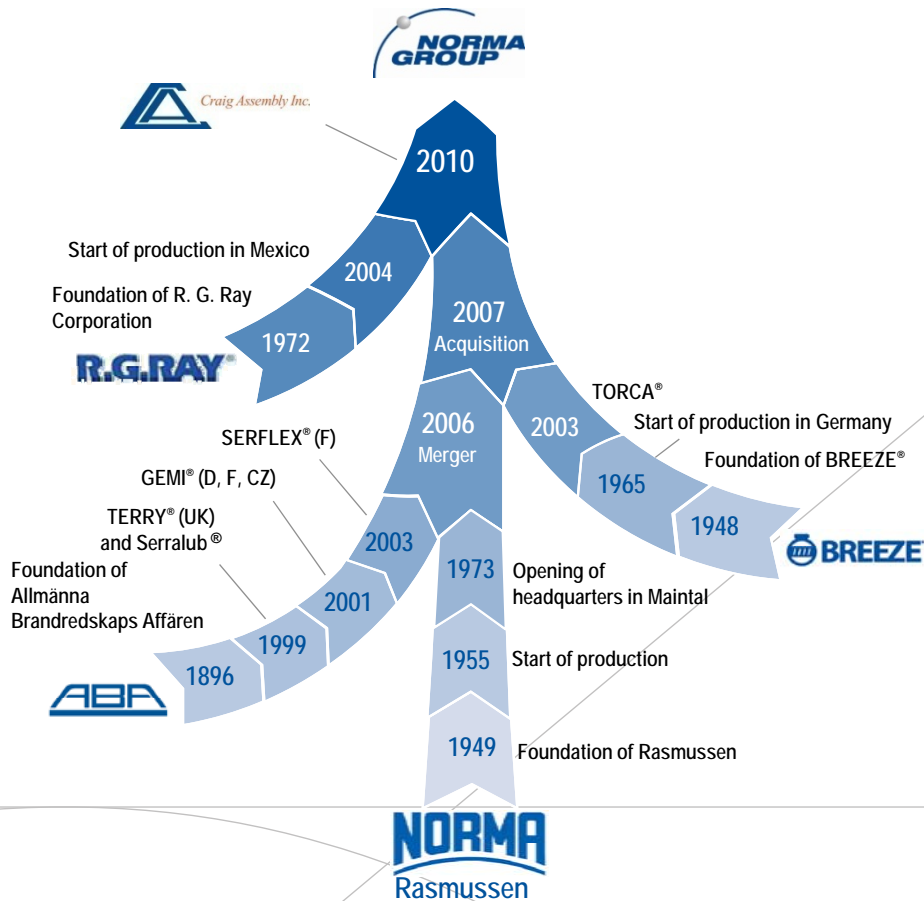 NORMA
GROUP
Craig Assembly Inc.
2010
Start of production in Mexico
2004
Foundation of R. G. Ray
Corporation
1972
R.G.RAY®
2007
Acquisition
TORCA®
2003
Start of production in Germany
1965
Foundation of BREEZE®
1948
BREEZE
2006
Merger
SERFLEX® (F)
2003
GEMI® (D, F, CZ)
2001
TERRY® (UK)
and Serralub®
1999
Foundation of
Allmänna
Brandredskaps Affären
1896
ABA
1973
Opening of
headquarters in Maintal
1955
Start of production
1949
Foundation of Rasmussen
NORMA
Rasmussen